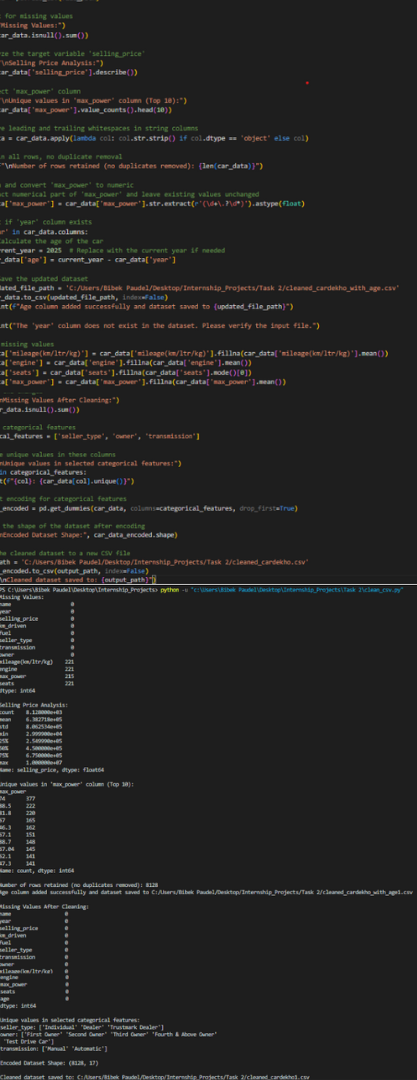 for missing values
Missing Values:")
car_data.isnull().sum())
the target variable 'selling_price'
"\nSelling Price Analysis:")
car_data['selling_price'].describe())
'max_power' column
"\nUnique values in 'max_power' column (Top 10):")
car_data['max_power'].value_counts().head(10))
leading and trailing whitespaces in string columns
a = car_data.apply(lambda col: col.str.strip() if col.dtype == 'object' else col)
all rows, no duplicate removal
"\nNumber of rows retained (no duplicates removed): {len(car_data)}")
and convert 'max_power' to numeric
numerical part of 'max_power' and leave existing values unchanged
ta['max_power'] = car_data['max_power'].str.extract(r'(\d+\.?\d*)').astype(float)
if 'year' column exists
r' in car_data.columns:
alculate the age of the car
rrent_year = 2025 # Replace with the current year if needed
r_data['age'] = current_year - car_data['year']
ave the updated dataset
dated_file_path = 'C:/Users/Bibek Paudel/Desktop/Internship_Projects/Task 2/cleaned_cardekho_with_age.csv'
r_data.to_csv(updated_file_path, index=False)
int(f"Age column added successfully and dataset saved to {updated_file_path}")
int("The 'year' column does not exist in the dataset. Please verify the input file.")
missing values
ta['mileage(km/ltr/kg)'] = car_data['mileage(km/ltr/kg)'].fillna(car_data['mileage(km/ltr/kg)'].mean())
ta['engine'] = car_data['engine'].fillna(car_data['engine'].mean())
ta['seats'] = car_data['seats'].fillna(car_data['seats'].mode()[0])
ta['max_power'] = car_data['max_power'].fillna(car_data['max_power'].mean())
nMissing Values After Cleaning:")
r_data.isnull().sum())
categorical features
cal_features = ['seller_type', 'owner', 'transmission']
unique values in these columns
nUnique values in selected categorical features:")
in categorical_features:
t(f"{col}: {car_data[col].unique()}")
t encoding for categorical features
_encoded = pd.get_dummies(car_data, columns=categorical_features, drop_first=True)
the shape of the dataset after encoding
nEncoded Dataset Shape:", car_data_encoded.shape)
he cleaned dataset to a new CSV file
path = 'C:/Users/Bibek Paudel/Desktop/Internship_Projects/Task 2/cleaned_cardekho.csv'
_encoded.to_csv(output_path, index=False)
\nCleaned dataset saved to: {output_path}")
PS C:\Users\Bibek Paudel\Desktop\Internship_Projects> python -u "c:\Users\Bibek Paudel\Desktop\Internship_Projects\Task 2\clean_csv.py"
Missing Values:
name 0
year 0
selling_price 0
km_driven 0
fuel 0
seller_type 0
transmission 0
owner 0
mileage(km/ltr/kg) 221
engine 221
max_power 215
seats 221
dtype: int64
Selling Price Analysis:
count 8.128000e+03
mean 6.382718e+05
std 8.062534e+05
min 2.999900e+04
25% 2.549990e+05
50% 4.500000e+05
75% 6.750000e+05
max 1.000000e+07
Name: selling_price, dtype: float64
Unique values in 'max_power' column (Top 10):
max_power
74 377
88.5 222
81.8 220
67 165
46.3 162
67.1 151
88.7 148
67.04 145
62.1 141
47.3 141
Name: count, dtype: int64
Number of rows retained (no duplicates removed): 8128
Age column added successfully and dataset saved to C:/Users/Bibek Paudel/Desktop/Internship_Projects/Task 2/cleaned_cardekho_with_age1.csv
Missing Values After Cleaning:
name 0
year 0
selling_price 0
km_driven 0
fuel 0
seller_type 0
transmission 0
owner 0
mileage(km/ltr/kg) 0
engine 0
max_power 0
seats 0
age 0
dtype: int64
Unique values in selected categorical features:
seller_type: ['Individual' 'Dealer' 'Trustmark Dealer']
owner: ['First Owner' 'Second Owner' 'Third Owner' 'Fourth & Above Owner'
'Test Drive Car']
transmission: ['Manual' 'Automatic']
Encoded Dataset Shape: (8128, 17)
Cleaned dataset saved to: C:/Users/Bibek Paudel/Desktop/Internship_Projects/Task 2/cleaned_cardekho1.csv